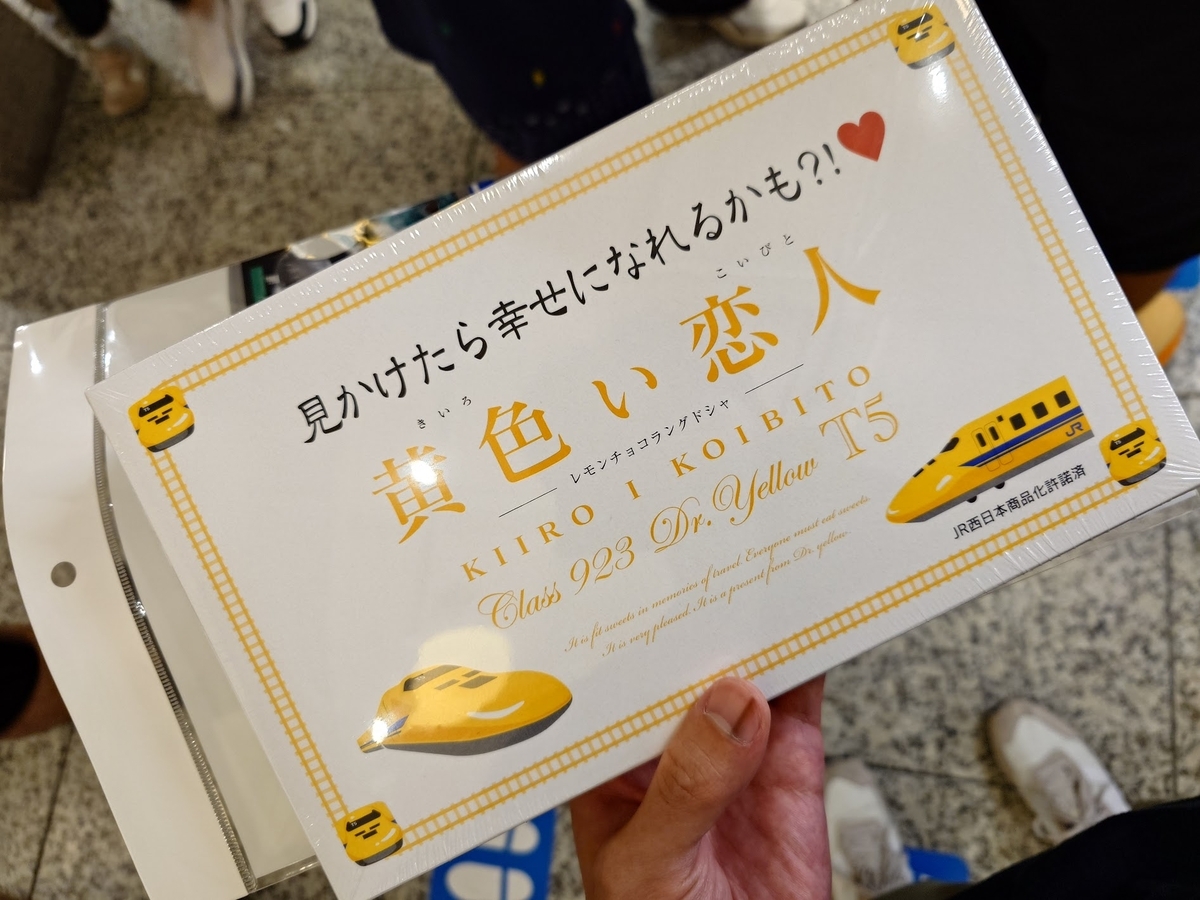 見かけたら幸せになれるかも?!♥
きいろ こいびと
黄色い恋人
レモンチョコラングドシャ
KIIRO I KOIBITO
Class 923 Dr.Yellow T5
It is fit sweets in memories of travel. Everyone must eat sweets.
It is very pleased. It is a present from Dr. yellow.
JR
JR西日本商品化許諾済